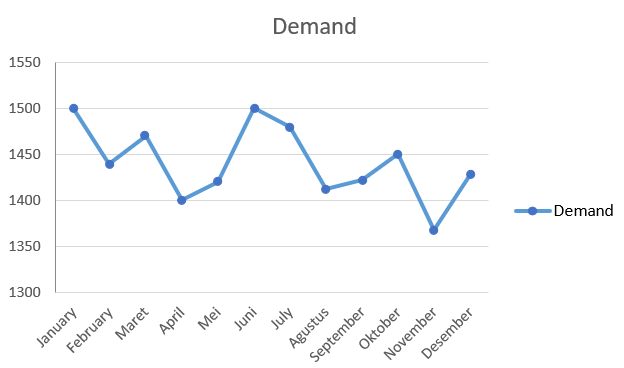 Demand
1550
1500
1450
1400
1350
1300
January
February
Maret
April
Mei
Juni
July
Agustus
September
Oktober
November
Desember
Demand